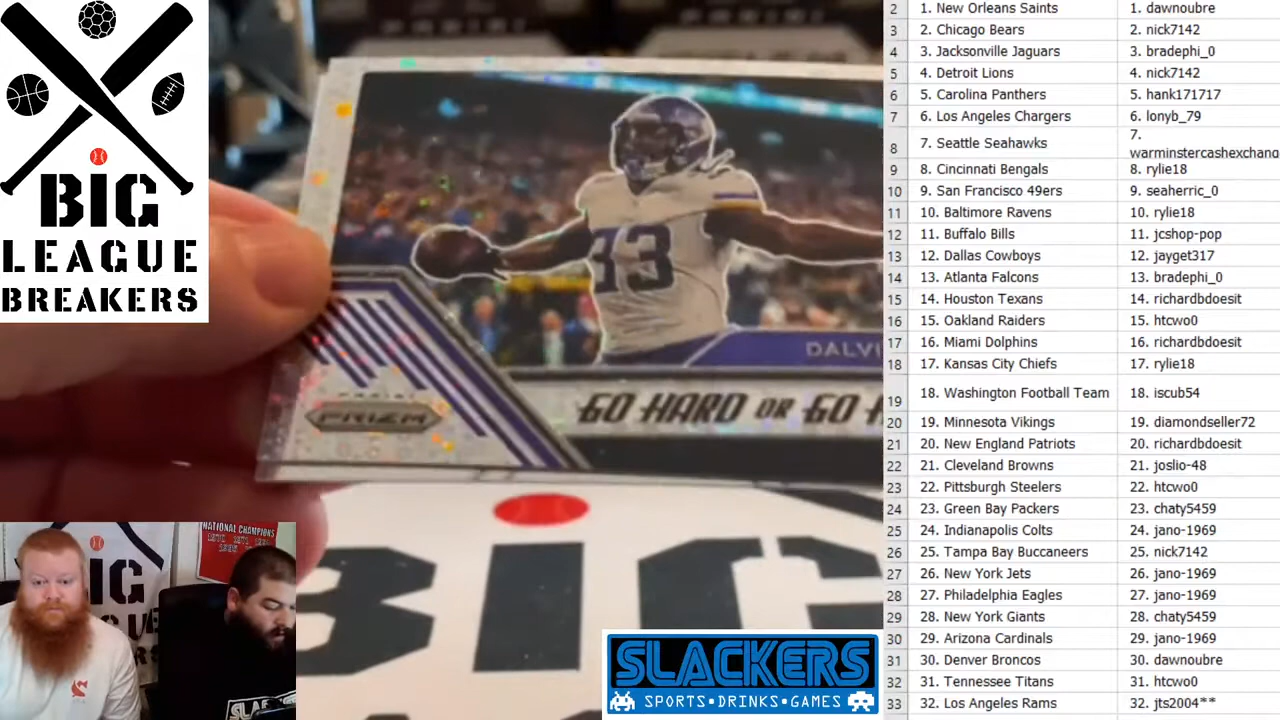 BIG
LEAGUE
BREAKERS
33
DALVI
PANINI
PRIZM
GO HARD OR GO H
BIG
NATIONAL CHAMPIONS
IG
SLACKERS
SPORTS•DRINKS•GAMES
2 1. New Orleans Saints 1. dawnoubre
3 2. Chicago Bears 2. nick7142
4 3. Jacksonville Jaguars 3. bradephi_0
5 4. Detroit Lions 4. nick7142
6 5. Carolina Panthers 5. hank171717
7 6. Los Angeles Chargers 6. lonyb_79
8 7. Seattle Seahawks 7.
warminstercashexchang
9 8. Cincinnati Bengals 8. rylie18
10 9. San Francisco 49ers 9. seaherric_0
11 10. Baltimore Ravens 10. rylie18
12 11. Buffalo Bills 11. jcshop-pop
13 12. Dallas Cowboys 12. jayget317
14 13. Atlanta Falcons 13. bradephi_0
15 14. Houston Texans 14. richardbdoesit
16 15. Oakland Raiders 15. htcwo0
17 16. Miami Dolphins 16. richardbdoesit
18 17. Kansas City Chiefs 17. rylie18
19 18. Washington Football Team 18. iscub54
20 19. Minnesota Vikings 19. diamondseller72
21 20. New England Patriots 20. richardbdoesit
22 21. Cleveland Browns 21. joslio-48
23 22. Pittsburgh Steelers 22. htcwo0
24 23. Green Bay Packers 23. chaty5459
25 24. Indianapolis Colts 24. jano-1969
26 25. Tampa Bay Buccaneers 25. nick7142
27 26. New York Jets 26. jano-1969
28 27. Philadelphia Eagles 27. jano-1969
29 28. New York Giants 28. chaty5459
30 29. Arizona Cardinals 29. jano-1969
31 30. Denver Broncos 30. dawnoubre
32 31. Tennessee Titans 31. htcwo0
33 32. Los Angeles Rams 32. jts2004**